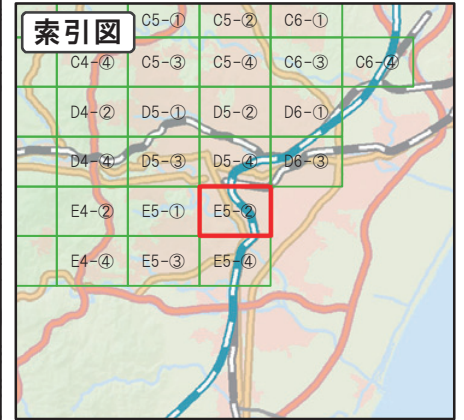 索引図
C5-① C5-② C6-①
C4-④ C5-③ C5-④ C6-③ C6-④
D4-② D5-① D5-② D6-①
D4-④ D5-③ D5-④ D6-③
E4-② E5-① E5-②
E4-④ E5-③ E5-④